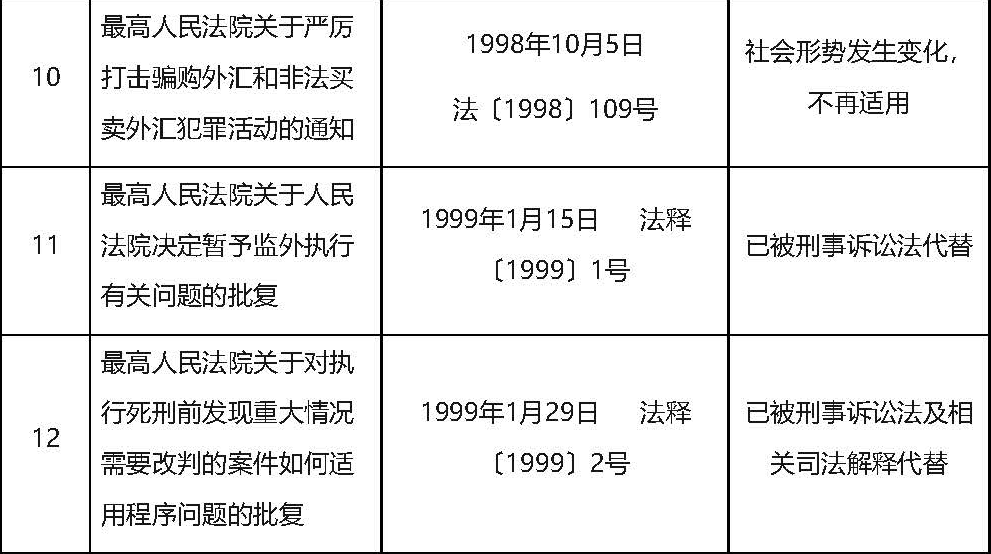 10
最高人民法院关于严厉
打击骗购外汇和非法买
卖外汇犯罪活动的通知
1998年10月5日
法〔1998〕109号
社会形势发生变化，
不再适用
11
最高人民法院关于人民
法院决定暂予监外执行
有关问题的批复
1999年1月15日 法释
〔1999〕1号
已被刑事诉讼法代替
12
最高人民法院关于对执
行死刑前发现重大情况
需要改判的案件如何适
用程序问题的批复
1999年1月29日 法释
〔1999〕2号
已被刑事诉讼法及相
关司法解释代替